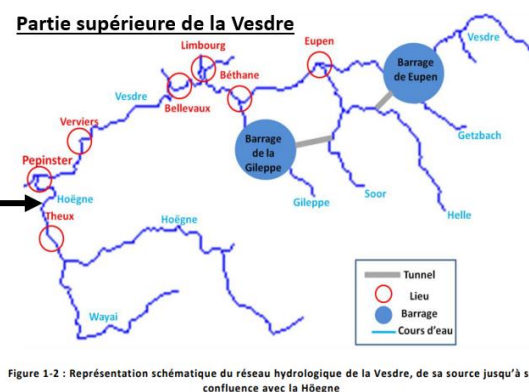 Partie supérieure de la Vesdre
Limbourg
Eupen
Vesdre
Béthane
Barrage
de Eupen
Vesdre
Bellevaux
Verviers
Barrage
de la
Gileppe
Getzbach
Pepinster
Hoëgne
Gileppe
Soor
Helle
Theux
Hoëgne
Wayai
Tunnel
Lieu
Barrage
Cours d'eau
Figure 1-2 : Représentation schématique du réseau hydrologique de la Vesdre, de sa source jusqu'à s
confluence avec la Höegne